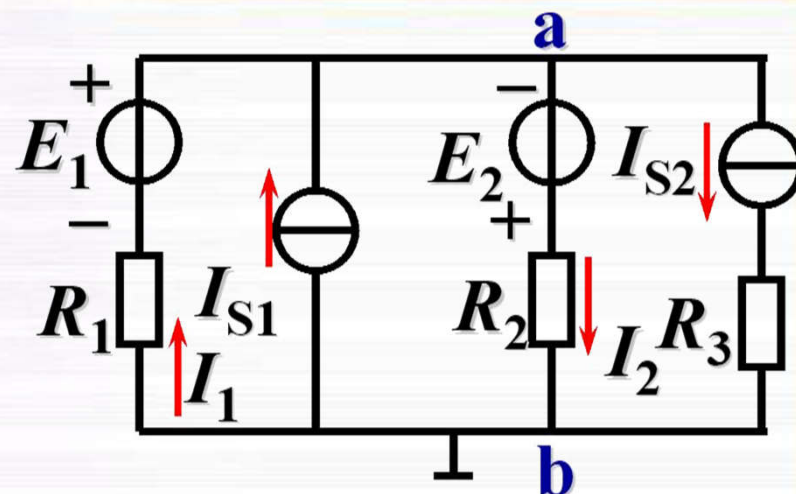 a
+
−
E1
E2
IS2
−
+
R1
IS1
R2
I2
R3
I1
b